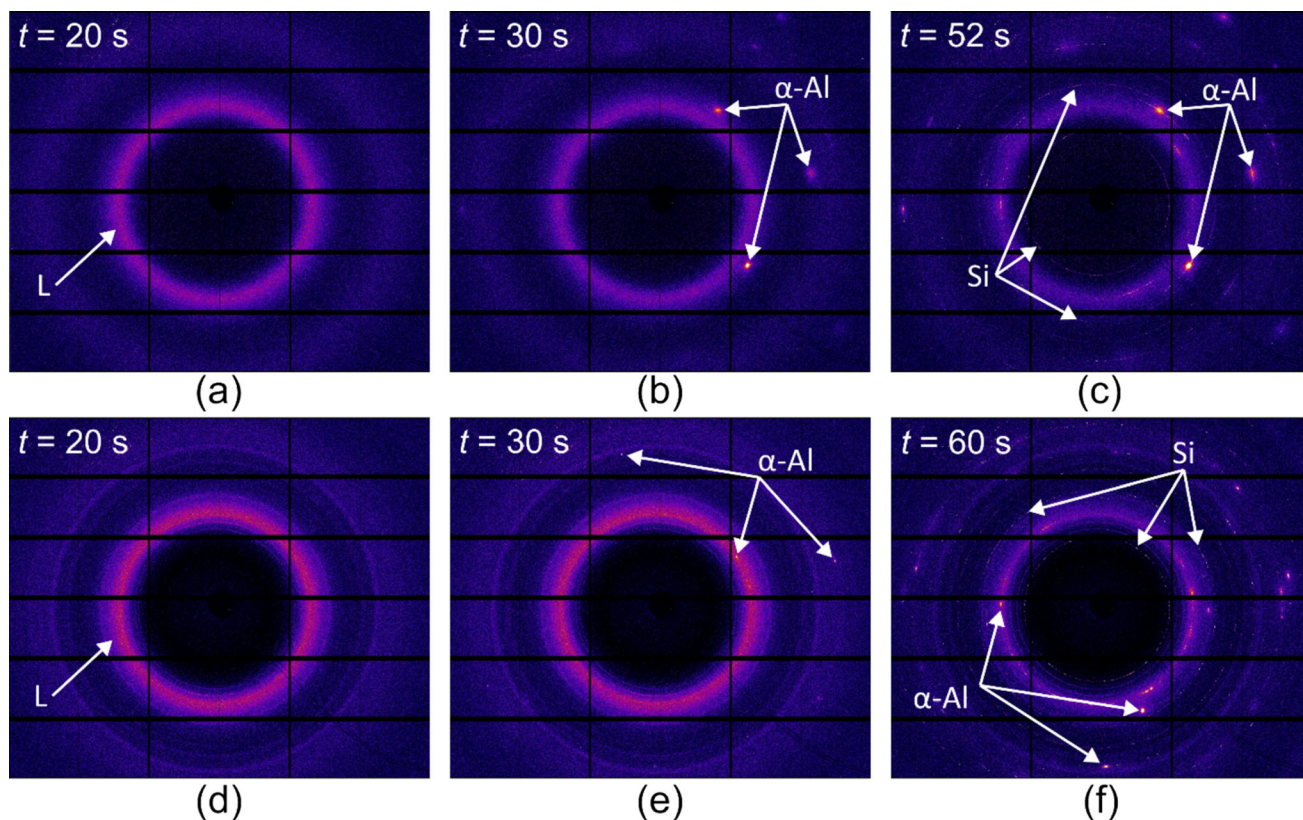 t = 20 s
t = 30 s
t = 52 s
α-Al
α-Al
L
Si
(a)
(b)
(c)
t = 20 s
t = 30 s
t = 60 s
α-Al
Si
L
α-Al
(d)
(e)
(f)